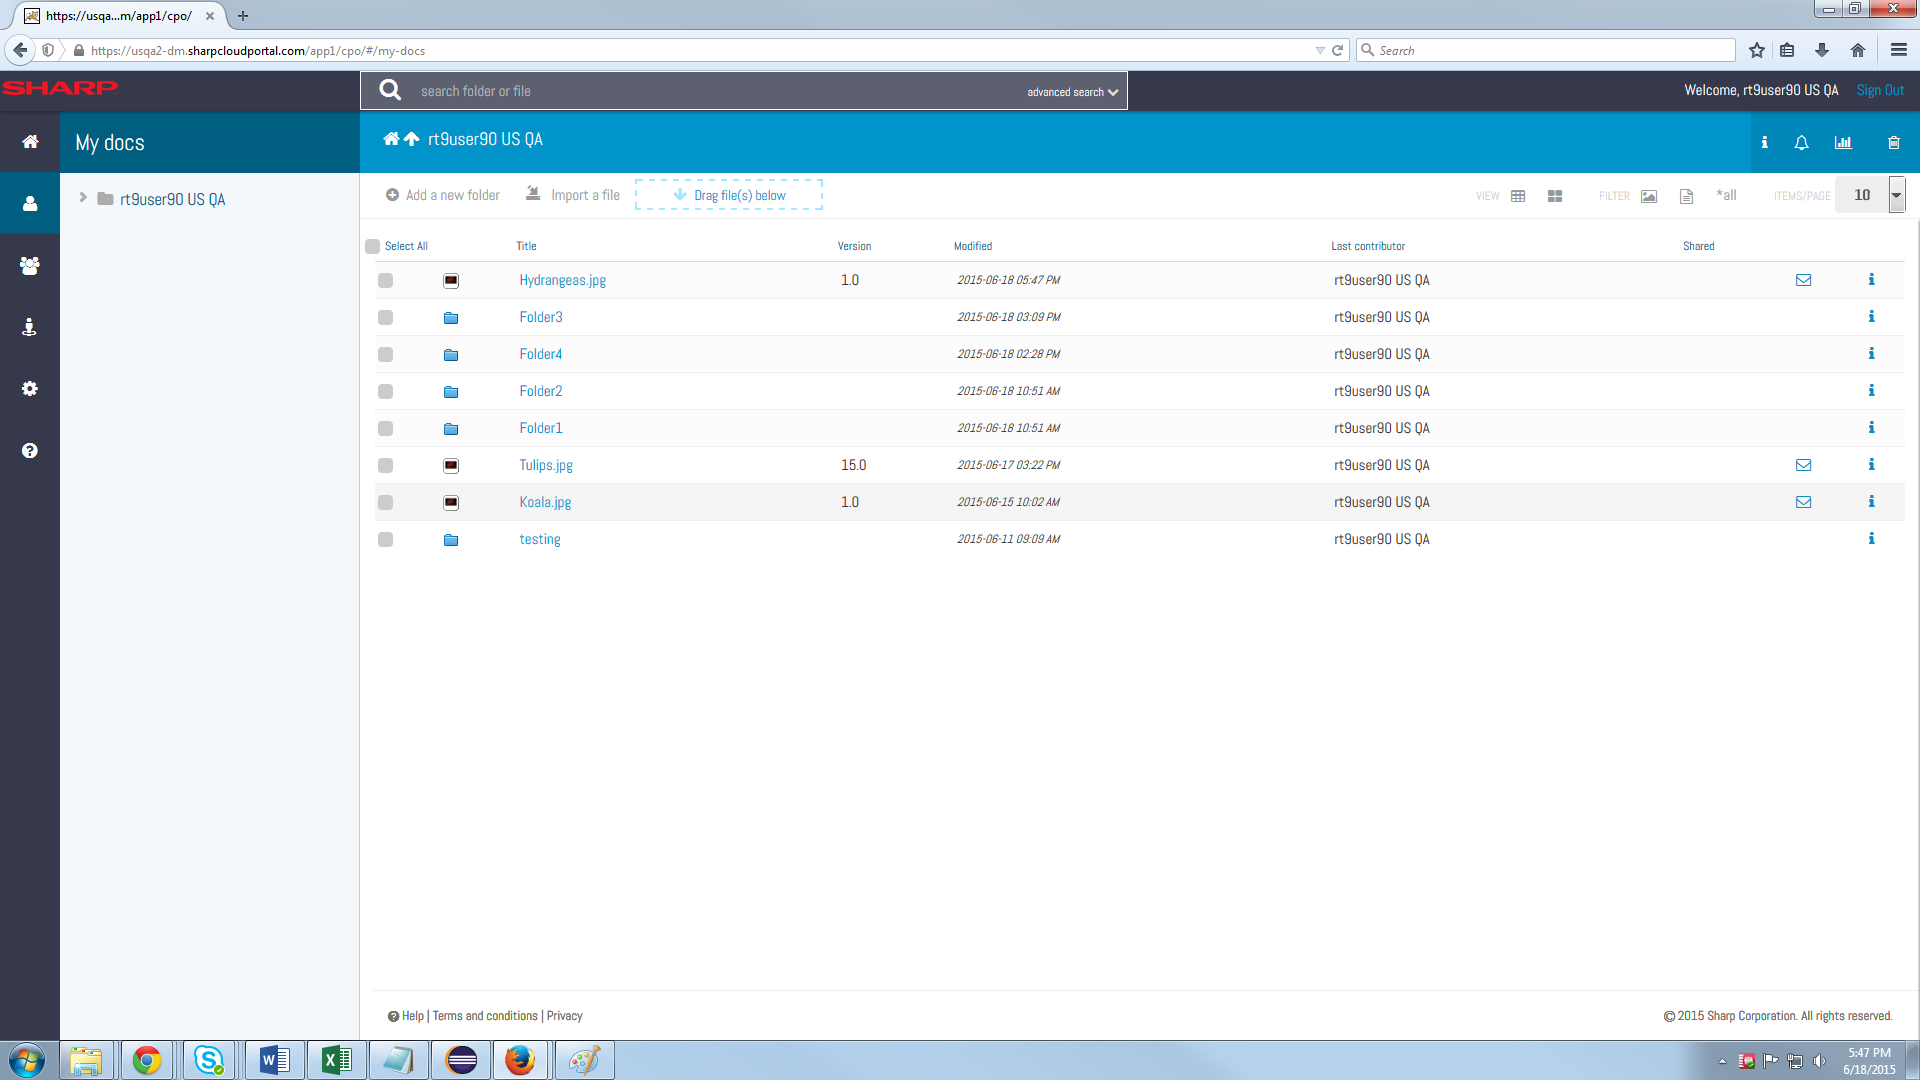 https://usqa...m/app1/cpo/
https://usqa2-dm.sharpcloudportal.com/app1/cpo/#/my-docs
Search
SHARP
search folder or file
advanced search
Welcome, rt9user90 US QA
Sign Out
My docs
rt9user90 US QA
rt9user90 US QA
Add a new folder
Import a file
Drag file(s) below
VIEW
FILTER
*all
ITEMS/PAGE
10
Select All Title Version Modified Last contributor Shared
Hydrangeas.jpg 1.0 2015-06-18 05:47 PM rt9user90 US QA
Folder3 2015-06-18 03:09 PM rt9user90 US QA
Folder4 2015-06-18 02:28 PM rt9user90 US QA
Folder2 2015-06-18 10:51 AM rt9user90 US QA
Folder1 2015-06-18 10:51 AM rt9user90 US QA
Tulips.jpg 15.0 2015-06-17 03:22 PM rt9user90 US QA
Koala.jpg 1.0 2015-06-15 10:02 AM rt9user90 US QA
testing 2015-06-11 09:09 AM rt9user90 US QA
Help | Terms and conditions | Privacy
© 2015 Sharp Corporation. All rights reserved.
5:47 PM
6/18/2015